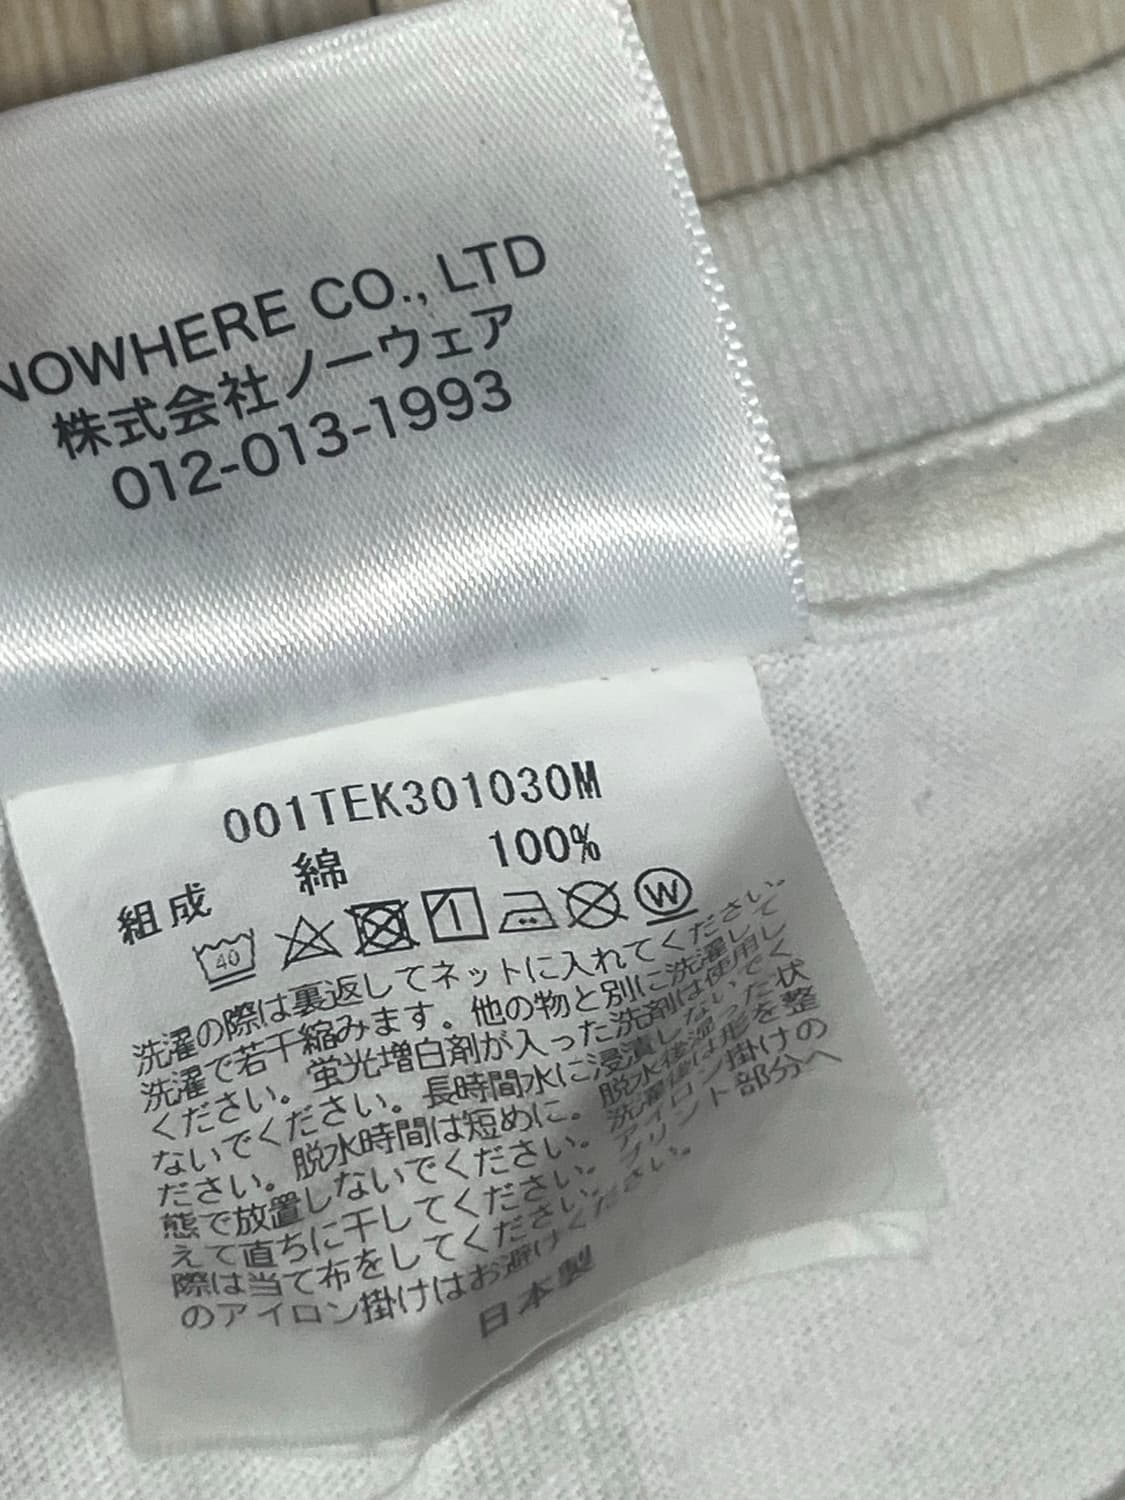 NOWHERE CO., LTD
株式会社ノーウェア
012-013-1993
001TEK301030M
組成 綿 100%
40 W
洗濯の際は裏返してネットに入れてください。
洗濯で若干縮みます。他の物と別に洗濯して
ください。蛍光増白剤が入った洗剤は使用し
ないでください。長時間水に浸漬しないでく
ださい。脱水時間は短めに。脱水後湿った状
態で放置しないでください。洗濯後は形を整
えて直ちに干してください。アイロン掛けの
際は当て布をしてください。プリント部分へ
のアイロン掛けはお避けください。
日本製